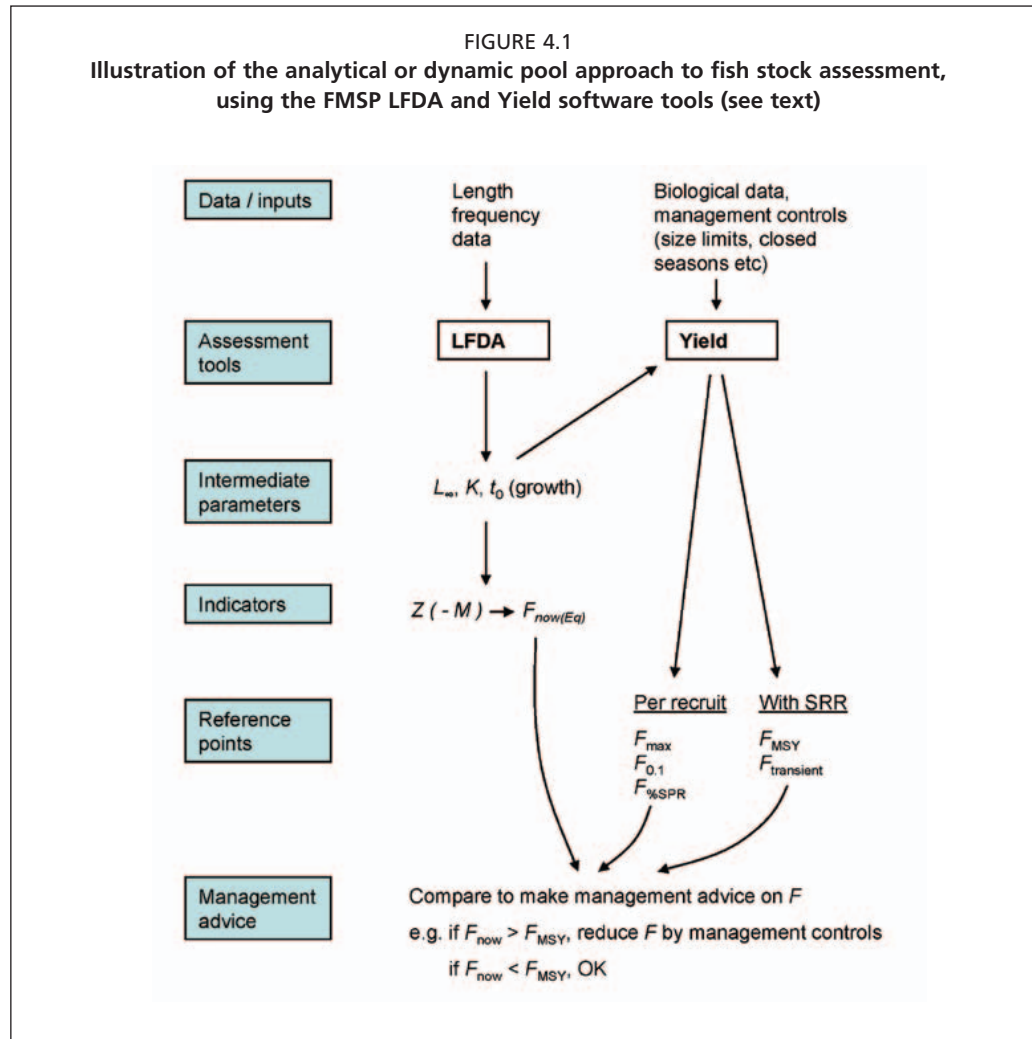 FIGURE 4.1
Illustration of the analytical or dynamic pool approach to fish stock assessment,
using the FMSP LFDA and Yield software tools (see text)
Data / inputs
Length
frequency
data
Biological data,
management controls
(size limits, closed
seasons etc)
Assessment
tools
LFDA
Yield
Intermediate
parameters
L∞, K, t0 (growth)
Indicators
Z ( - M ) → Fnow(Eq)
Reference
points
Per recruit
Fmax
F0.1
F%SPR
With SRR
FMSY
Ftransient
Management
advice
Compare to make management advice on F
e.g. if Fnow > FMSY, reduce F by management controls
if Fnow < FMSY, OK